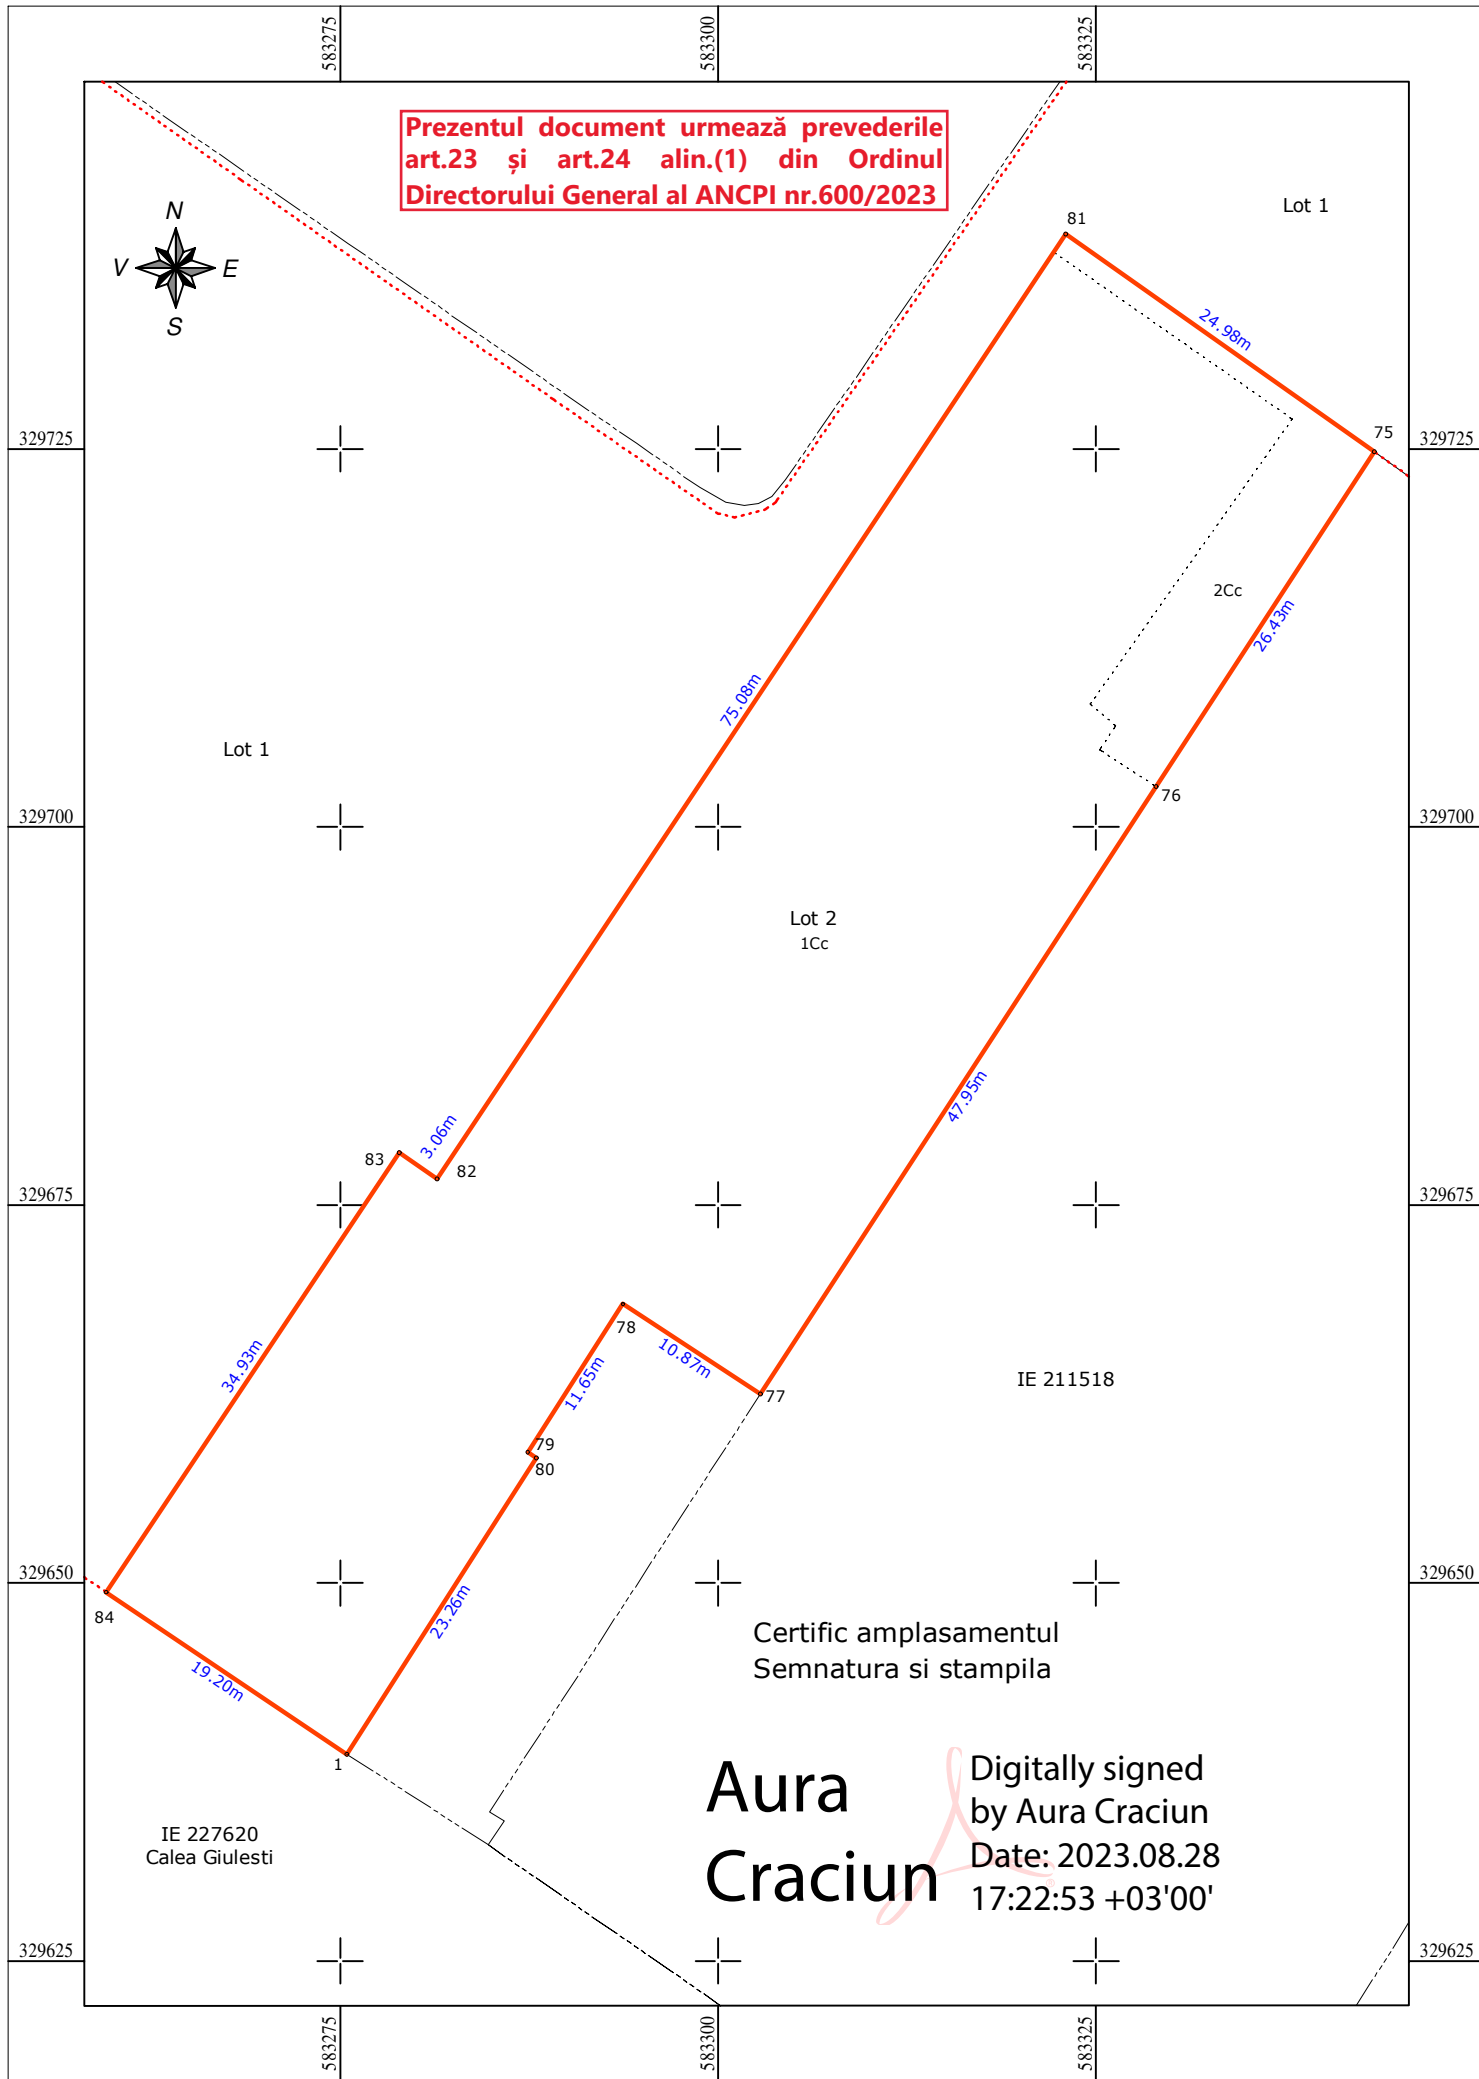 583275
583300
583325
Prezentul document urmează prevederile
art.23 și art.24 alin.(1) din Ordinul
Directorului General al ANCPI nr.600/2023
Lot 1
N
V E
S
81
24.98m
75
329725
329725
2Cc
26.43m
75.08m
Lot 1
76
329700
329700
Lot 2
1Cc
47.95m
3.06m
83
82
329675
329675
78
10.87m
34.93m
11.65m
77
IE 211518
79
80
329650
329650
84
23.26m
19.20m
1
Certific amplasamentul
Semnatura si stampila
Aura
Craciun
Digitally signed
by Aura Craciun
Date: 2023.08.28
17:22:53 +03'00'
IE 227620
Calea Giulesti
329625
329625
583275
583300
583325